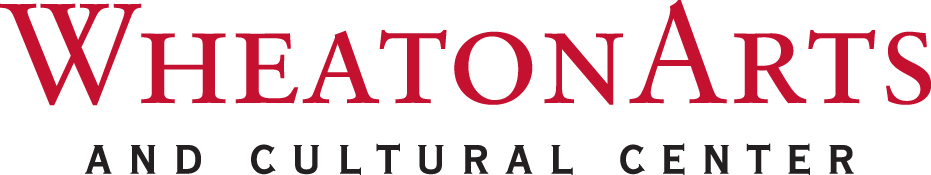 WHEATONARTS
AND CULTURAL CENTER